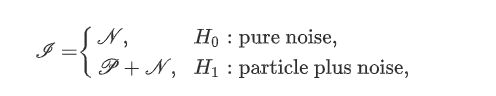 𝓘 = { 𝒩, H₀ : pure noise,
𝒫 + 𝒩, H₁ : particle plus noise,